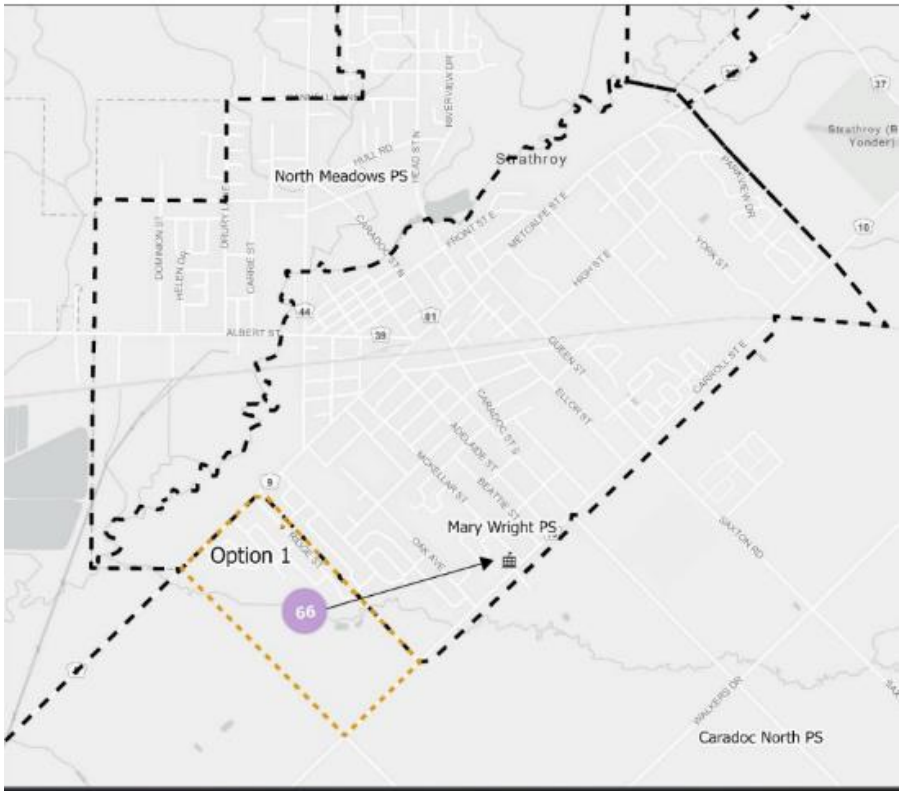 37
Strathroy (B
Yonder)
RIVERVIEW DR
HEAD ST N
HULL RD
Strathroy
North Meadows PS
PARKVIEW DR
DRURY LANE
DOMINION ST
HELEN DR
CARRIE ST
CARADOC ST N
FRONT ST E
METCALFE ST E
YORK ST
10
HIGH ST E
44
81
39
ALBERT ST
QUEEN ST
CARROLL ST E
ELLOR ST
CARADOC ST S
ADELAIDE ST
BEATTIE ST
MCKELLAR ST
9
Mary Wright PS
SAXTON RD
OAK AVE
RIDGE ST
Option 1
66
WALKERS DR
SAX
Caradoc North PS